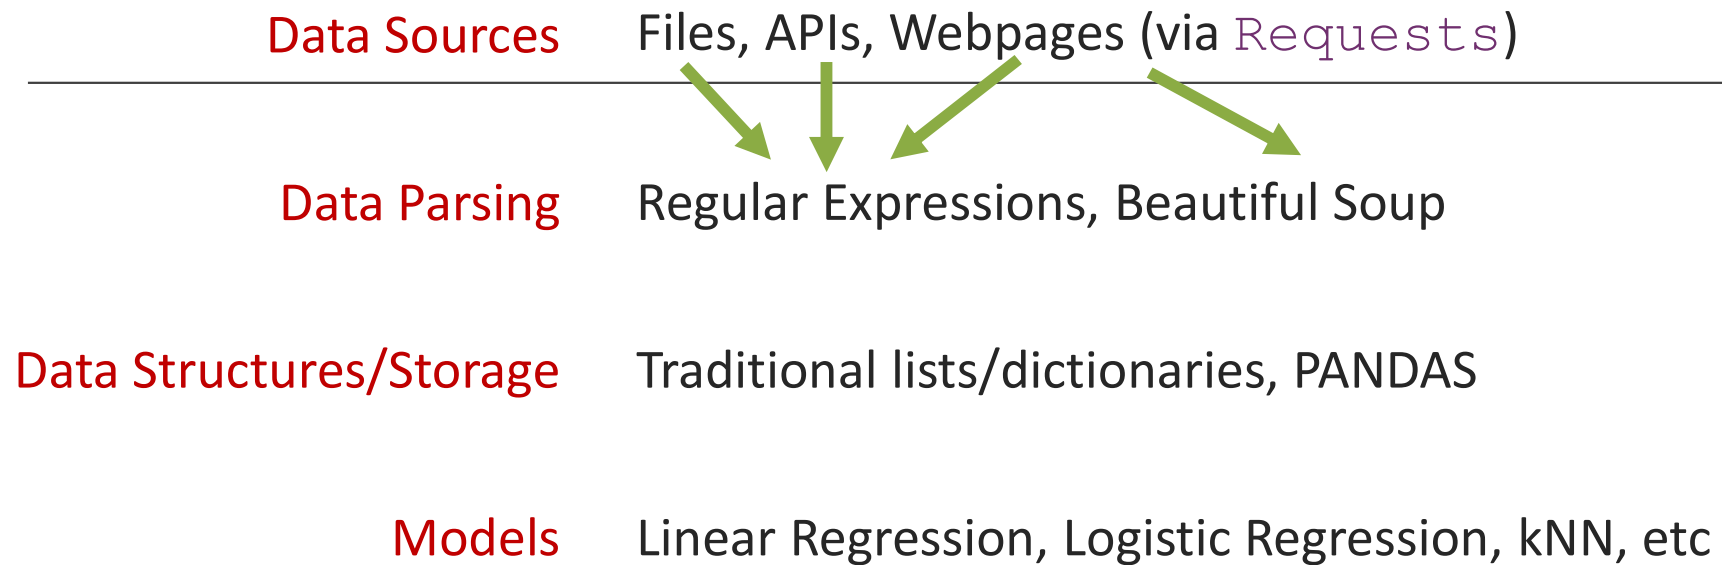 Data Sources Files, APIs, Webpages (via Requests)
Data Parsing Regular Expressions, Beautiful Soup
Data Structures/Storage Traditional lists/dictionaries, PANDAS
Models Linear Regression, Logistic Regression, kNN, etc